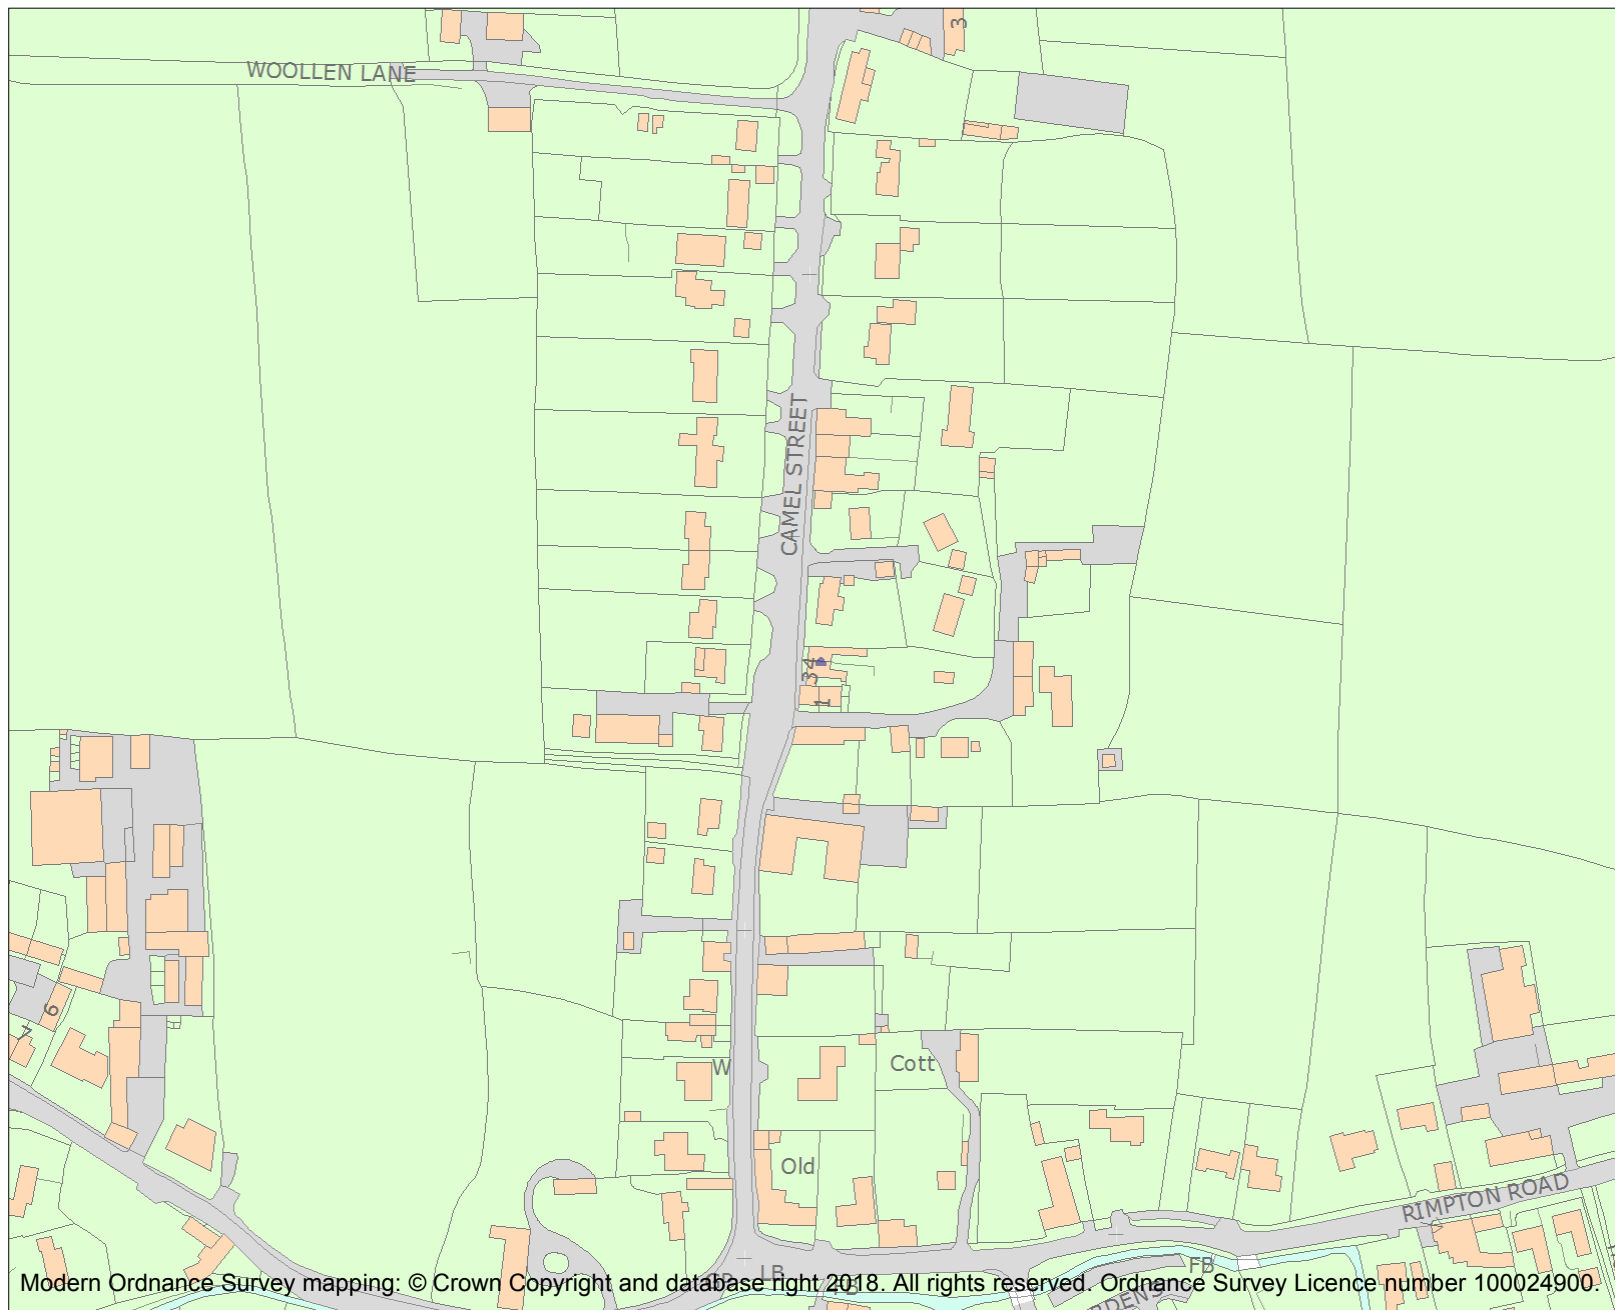 3
WOOLLEN LANE
CAMEL STREET
34
1
6
7
W
Cott
Old
RIMPTON ROAD
FB
LB
Modern Ordnance Survey mapping: © Crown Copyright and database right 2018. All rights reserved. Ordnance Survey Licence number 100024900.